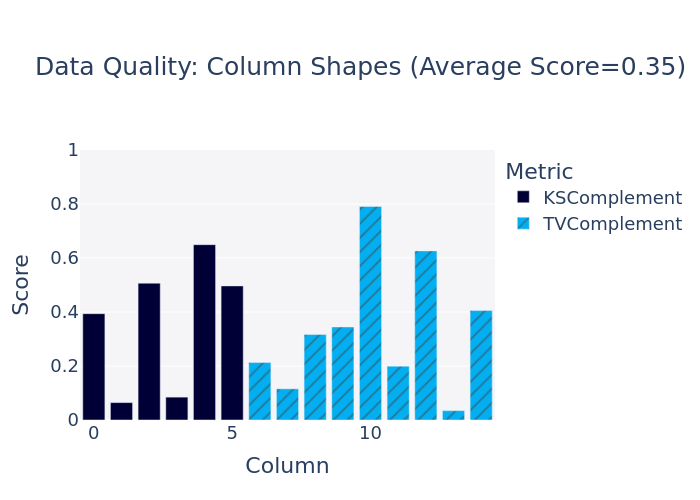 Data Quality: Column Shapes (Average Score=0.35)
1
0.8
0.6
0.4
0.2
0
Score
0 5 10
Column
Metric
KSComplement
TVComplement